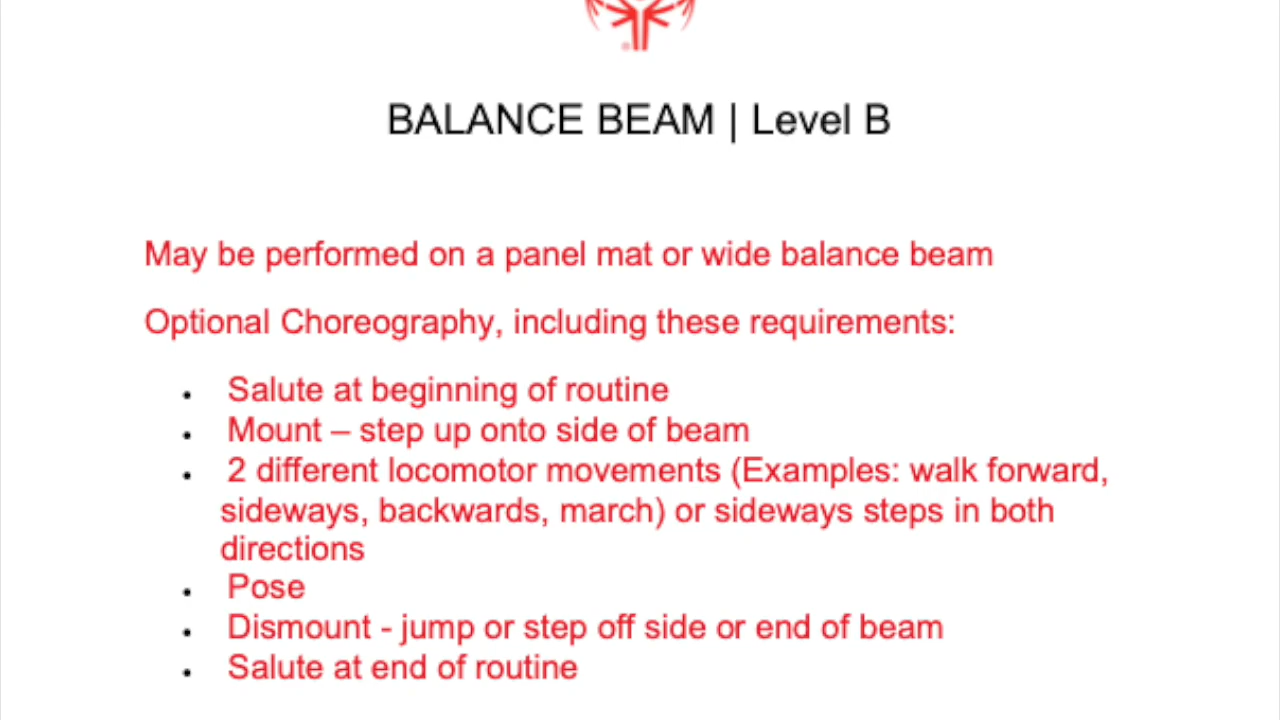 BALANCE BEAM | Level B
May be performed on a panel mat or wide balance beam
Optional Choreography, including these requirements:
• Salute at beginning of routine
• Mount – step up onto side of beam
• 2 different locomotor movements (Examples: walk forward,
sideways, backwards, march) or sideways steps in both
directions
• Pose
• Dismount - jump or step off side or end of beam
• Salute at end of routine